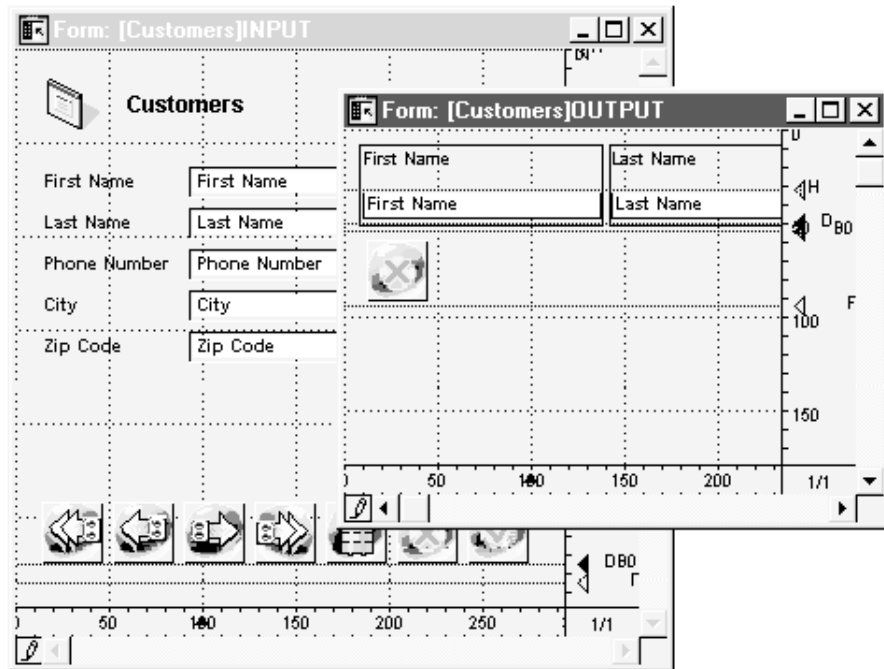 Form: [Customers]INPUT
Customers
First Name First Name
Last Name Last Name
Phone Number Phone Number
City City
Zip Code Zip Code
DBO
50 100 150 200 250 1/1
Form: [Customers]OUTPUT
First Name Last Name
First Name Last Name
H
D
BO
F
100
150
50 100 150 200 1/1